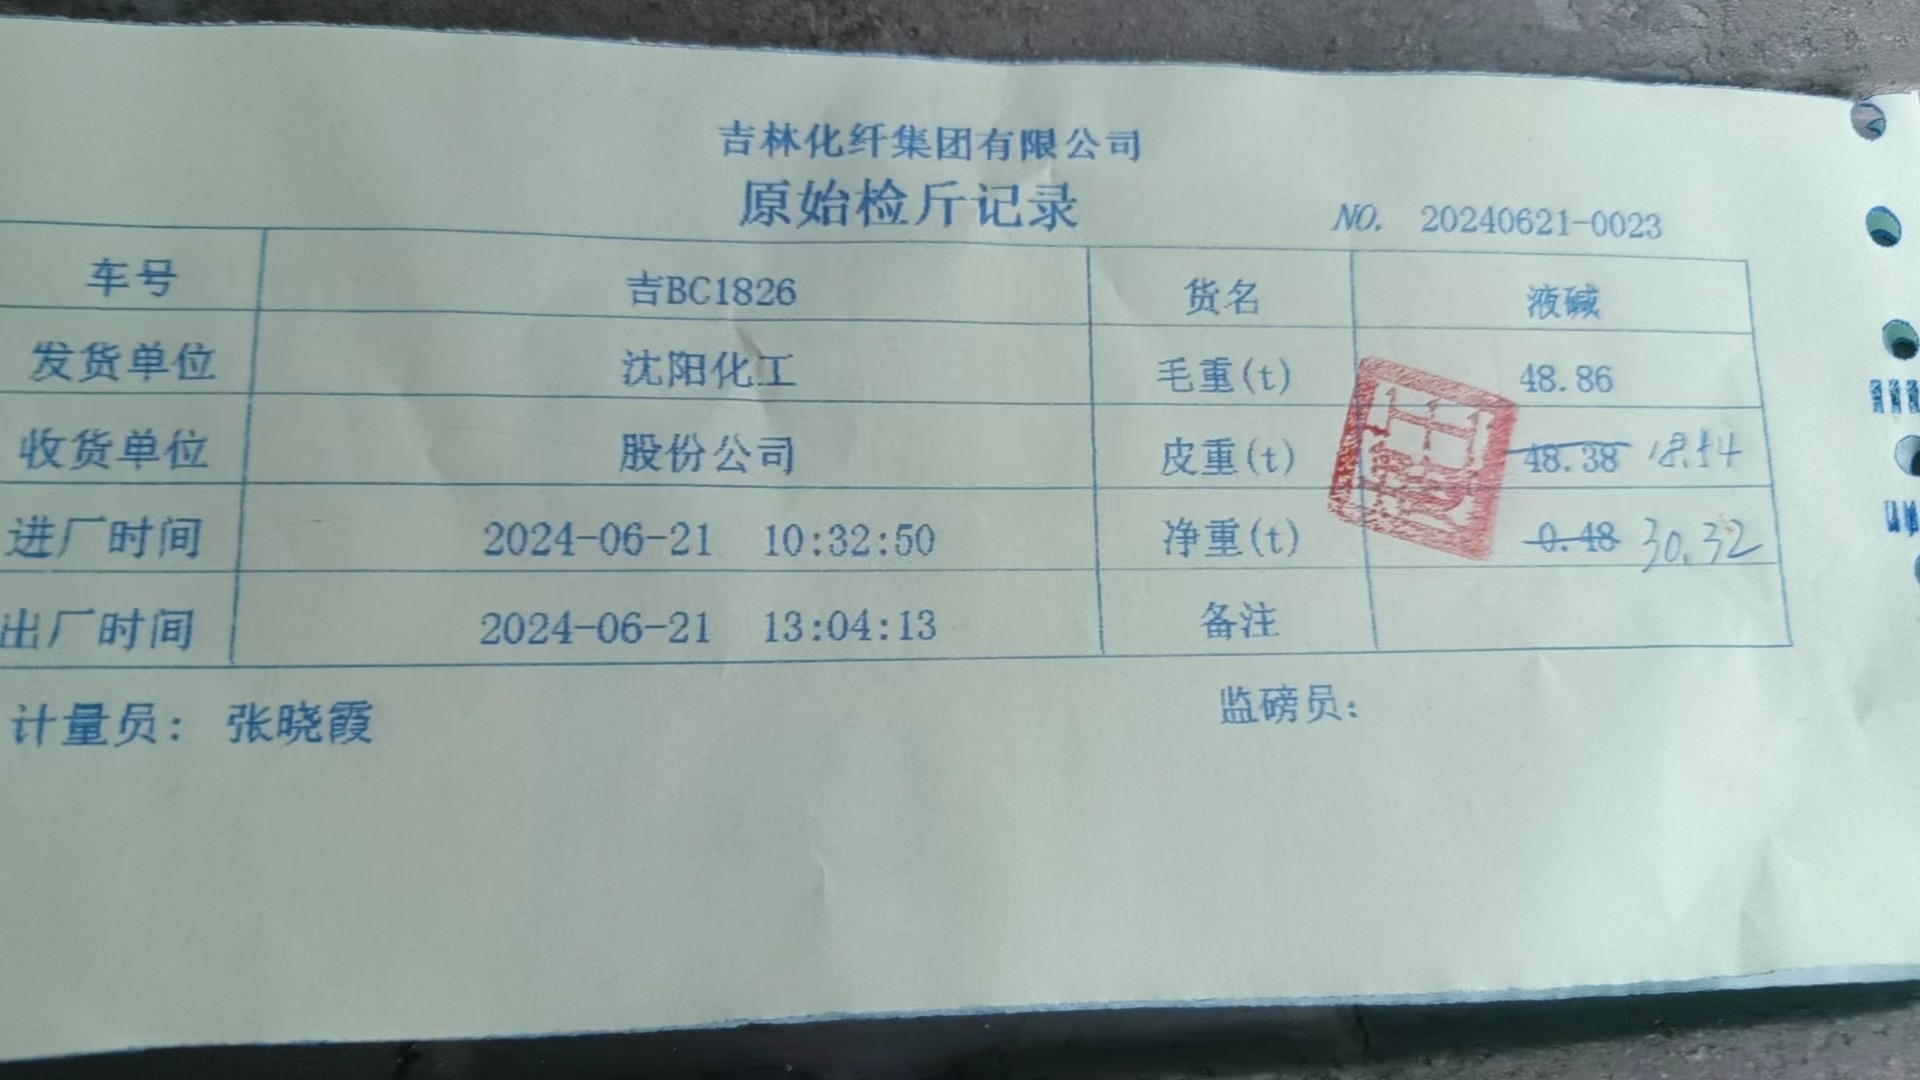 吉林化纤集团有限公司
原始检斤记录
NO. 20240621-0023
车号 吉BC1826 货名 液碱
发货单位 沈阳化工 毛重(t) 48.86
收货单位 股份公司 皮重(t) 48.38 18.54
进厂时间 2024-06-21 10:32:50 净重(t) 0.48 30.32
出厂时间 2024-06-21 13:04:13 备注
计量员: 张晓霞 监磅员: